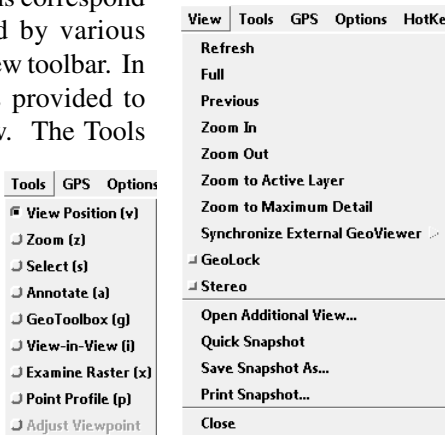 s correspond
d by various
ew toolbar. In
s provided to
w. The Tools
Tools GPS Options
View Position (v)
Zoom (z)
Select (s)
Annotate (a)
GeoToolbox (g)
View-in-View (i)
Examine Raster (x)
Point Profile (p)
Adjust Viewpoint
View Tools GPS Options HotKe
Refresh
Full
Previous
Zoom In
Zoom Out
Zoom to Active Layer
Zoom to Maximum Detail
Synchronize External GeoViewer
GeoLock
Stereo
Open Additional View...
Quick Snapshot
Save Snapshot As...
Print Snapshot...
Close